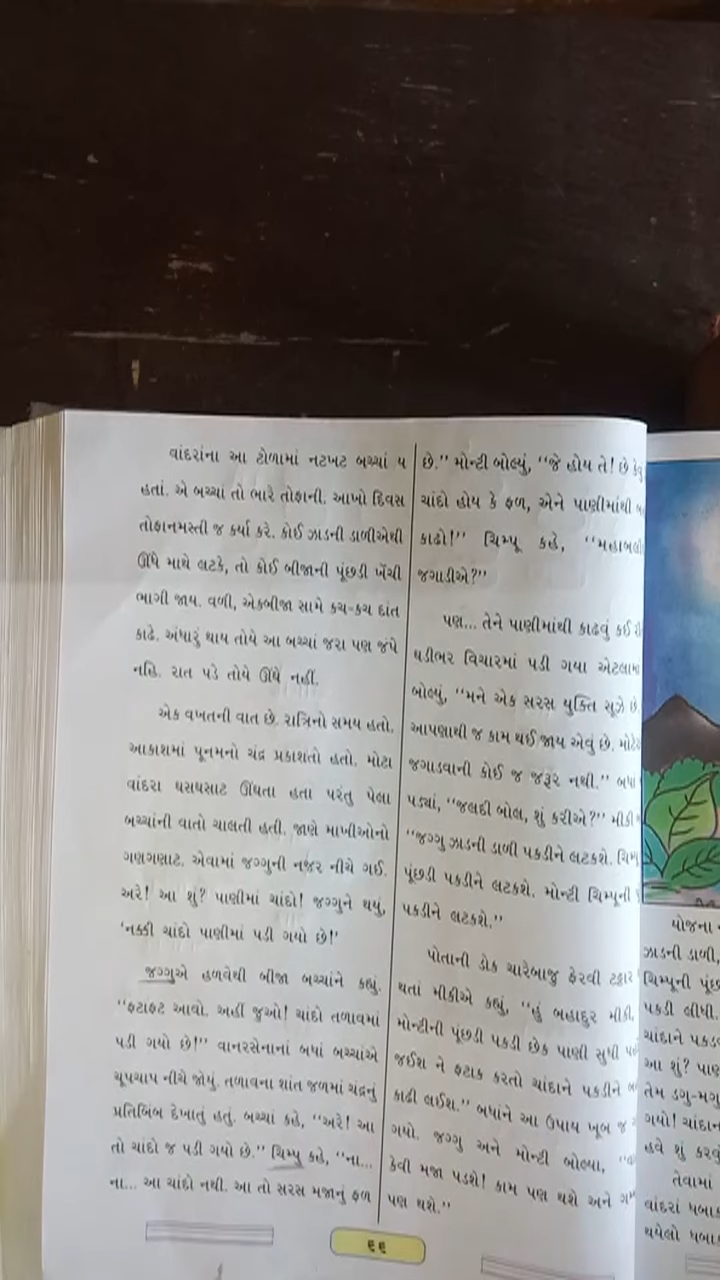 વાંદરાંના આ ટોળામાં નટખટ બચ્ચાં ય
હતાં. એ બચ્ચાં તો ભારે તોફાની. આખો દિવસ
તોફાનમસ્તી જ કર્યા કરે. કોઈ ઝાડની ડાળીએથી
ઊંધે માથે લટકે, તો કોઈ બીજાની પૂંછડી ખેંચી
ભાગી જાય. વળી, એકબીજા સામે કચ-કચ દાંત
કાઢે. અંધારું થાય તોયે આ બચ્ચાં જરા પણ જંપે
નહિ. રાત પડે તોયે ઊંઘે નહીં.
એક વખતની વાત છે. રાત્રિનો સમય હતો.
આકાશમાં પૂનમનો ચંદ્ર પ્રકાશતો હતો. મોટા
વાંદરા ઘસઘસાટ ઊંઘતા હતા પરંતુ પેલા
બચ્ચાંની વાતો ચાલતી હતી. જાણે માખીઓનો
ગણગણાટ. એવામાં જગ્ગુની નજર નીચે ગઈ.
અરે! આ શું? પાણીમાં ચાંદો! જગ્ગુને થયું,
'નક્કી ચાંદો પાણીમાં પડી ગયો છે!'
જગ્ગુએ હળવેથી બીજા બચ્ચાંને કહ્યું.
"ફટાફટ આવો. અહીં જુઓ! ચાંદો તળાવમાં
પડી ગયો છે!" વાનરસેનાનાં બધાં બચ્ચાંએ
ચૂપચાપ નીચે જોયું. તળાવના શાંત જળમાં ચંદ્રનું
પ્રતિબિંબ દેખાતું હતું. બચ્ચાં કહે, "અરે! આ
તો ચાંદો જ પડી ગયો છે." ચિમ્પુ કહે, "ના...
ના... આ ચાંદો નથી. આ તો સરસ મજાનું ફળ
છે." મોન્ટી બોલ્યું, "જે હોય તે! છે
ચાંદો હોય કે ફળ, એને પાણીમાંથી
કાઢો!" ચિમ્પૂ કહે,
જગાડીએ?"
પણ... તેને પાણીમાંથી કાઢવું કઈ
ઘડીભર વિચારમાં પડી ગયા એટલામાં
બોલ્યું, "મને એક સરસ યુક્તિ સૂઝે છે.
આપણાથી જ કામ થઈ જાય એવું છે.
જગાડવાની કોઈ જ જરૂર નથી." બધા
પડ્યાં, "જલદી બોલ, શું કરીએ?" મીકી
"જગ્ગુ ઝાડની ડાળી પકડીને લટકશે.
પૂંછડી પકડીને લટકશે. મોન્ટી ચિમ્પૂની
પકડીને લટકશે."
પોતાની ડોક ચારેબાજુ ફેરવી ટટ્ટાર
થતાં મીકીએ કહ્યું, "હું બહાદુર મીકી,
મોન્ટીની પૂંછડી પકડી છેક પાણી સુધી
જઈશ ને ફટાક કરતો ચાંદાને પકડીને
કાઢી લઈશ." બધાંને આ ઉપાય ખૂબ જ
ગયો. જગ્ગુ અને મોન્ટી બોલ્યા,
કેવી મજા પડશે! કામ પણ થશે અને
પણ થશે."
૬૬
યોજના
ઝાડની ડાળી,
ચિમ્પૂની
પકડી લીધી.
ચાંદાને
આ શું?
તેમ
ગયો!
હવે શું
તેવામાં
વાંદરાં
થયેલો